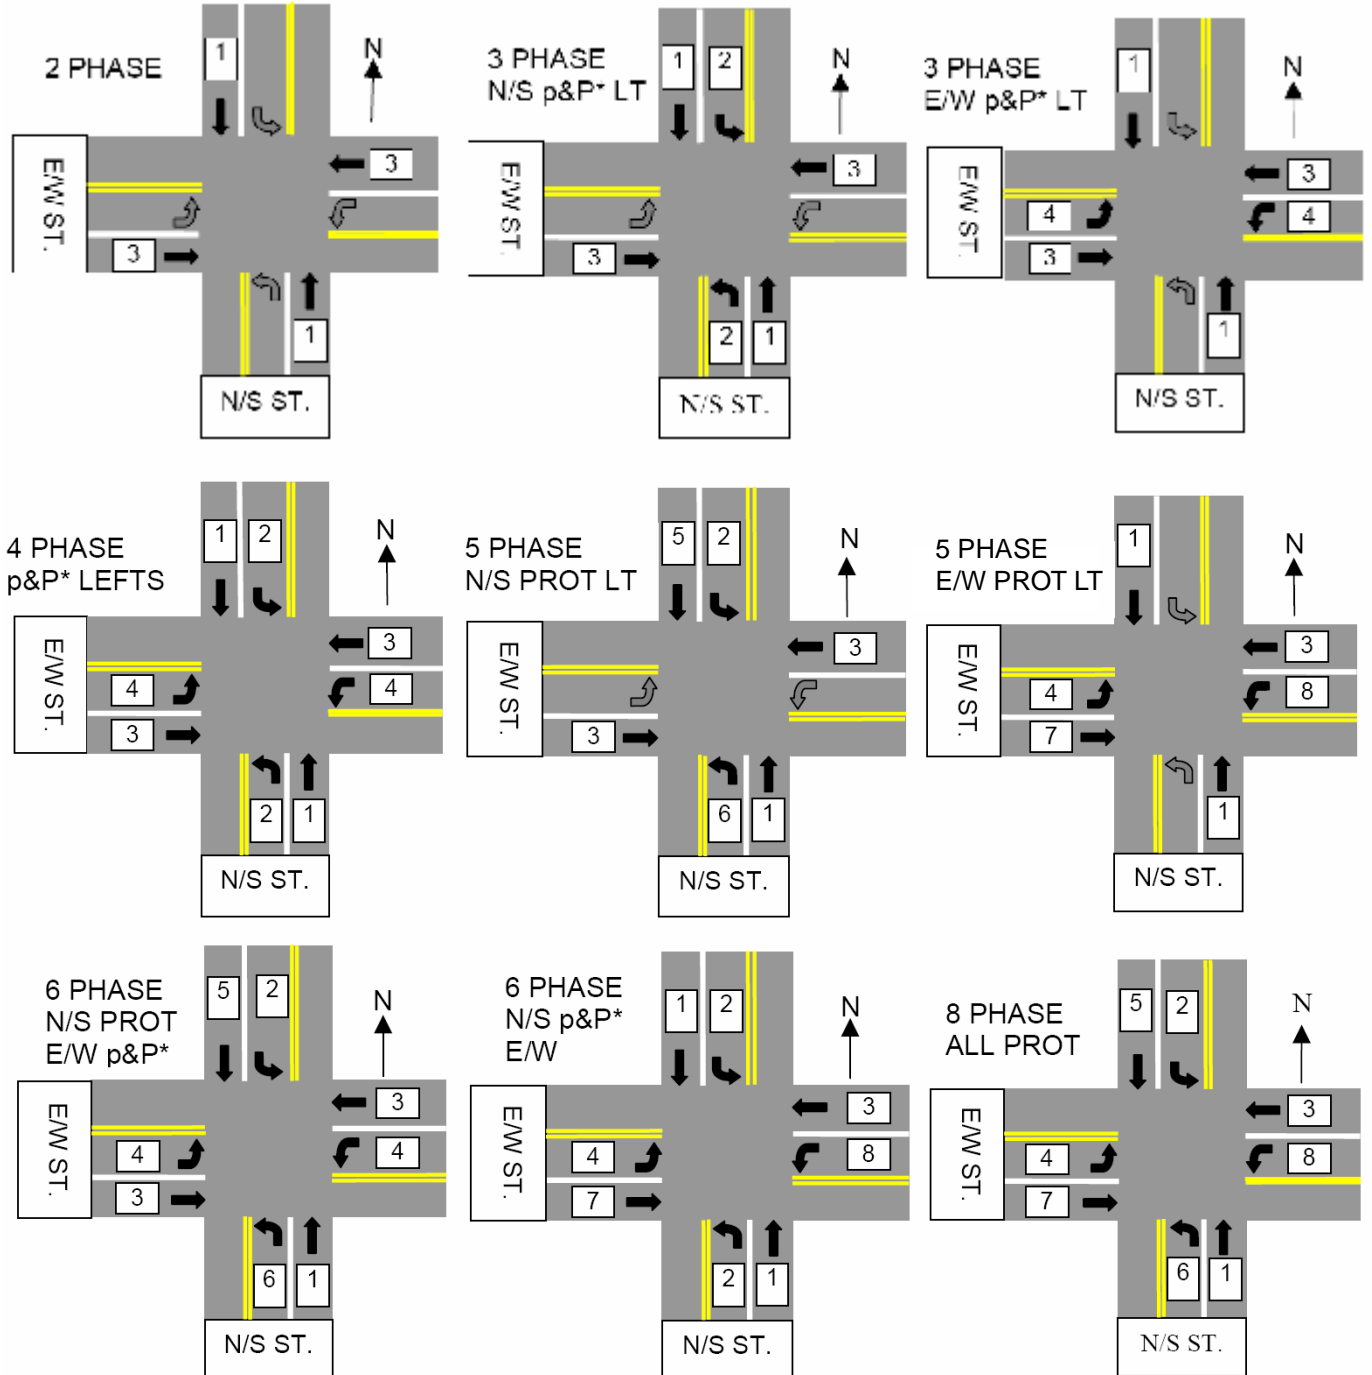 2 PHASE
1
N
3
E/W ST.
3
1
N/S ST.
3 PHASE
N/S p&P* LT
1 2
N
3
E/W ST.
3
2 1
N/S ST.
3 PHASE
E/W p&P* LT
1
N
3
E/W ST.
4
4
3
1
N/S ST.
4 PHASE
p&P* LEFTS
1 2
N
3
E/W ST.
4
4
3
2 1
N/S ST.
5 PHASE
N/S PROT LT
5 2
N
3
E/W ST.
3
6 1
N/S ST.
5 PHASE
E/W PROT LT
1
N
3
E/W ST.
4
8
7
1
N/S ST.
6 PHASE
N/S PROT
E/W p&P*
5 2
N
3
E/W ST.
4
4
3
6 1
N/S ST.
6 PHASE
N/S p&P*
E/W
1 2
N
3
E/W ST.
4
8
7
2 1
N/S ST.
8 PHASE
ALL PROT
5 2
N
3
E/W ST.
4
8
7
6 1
N/S ST.